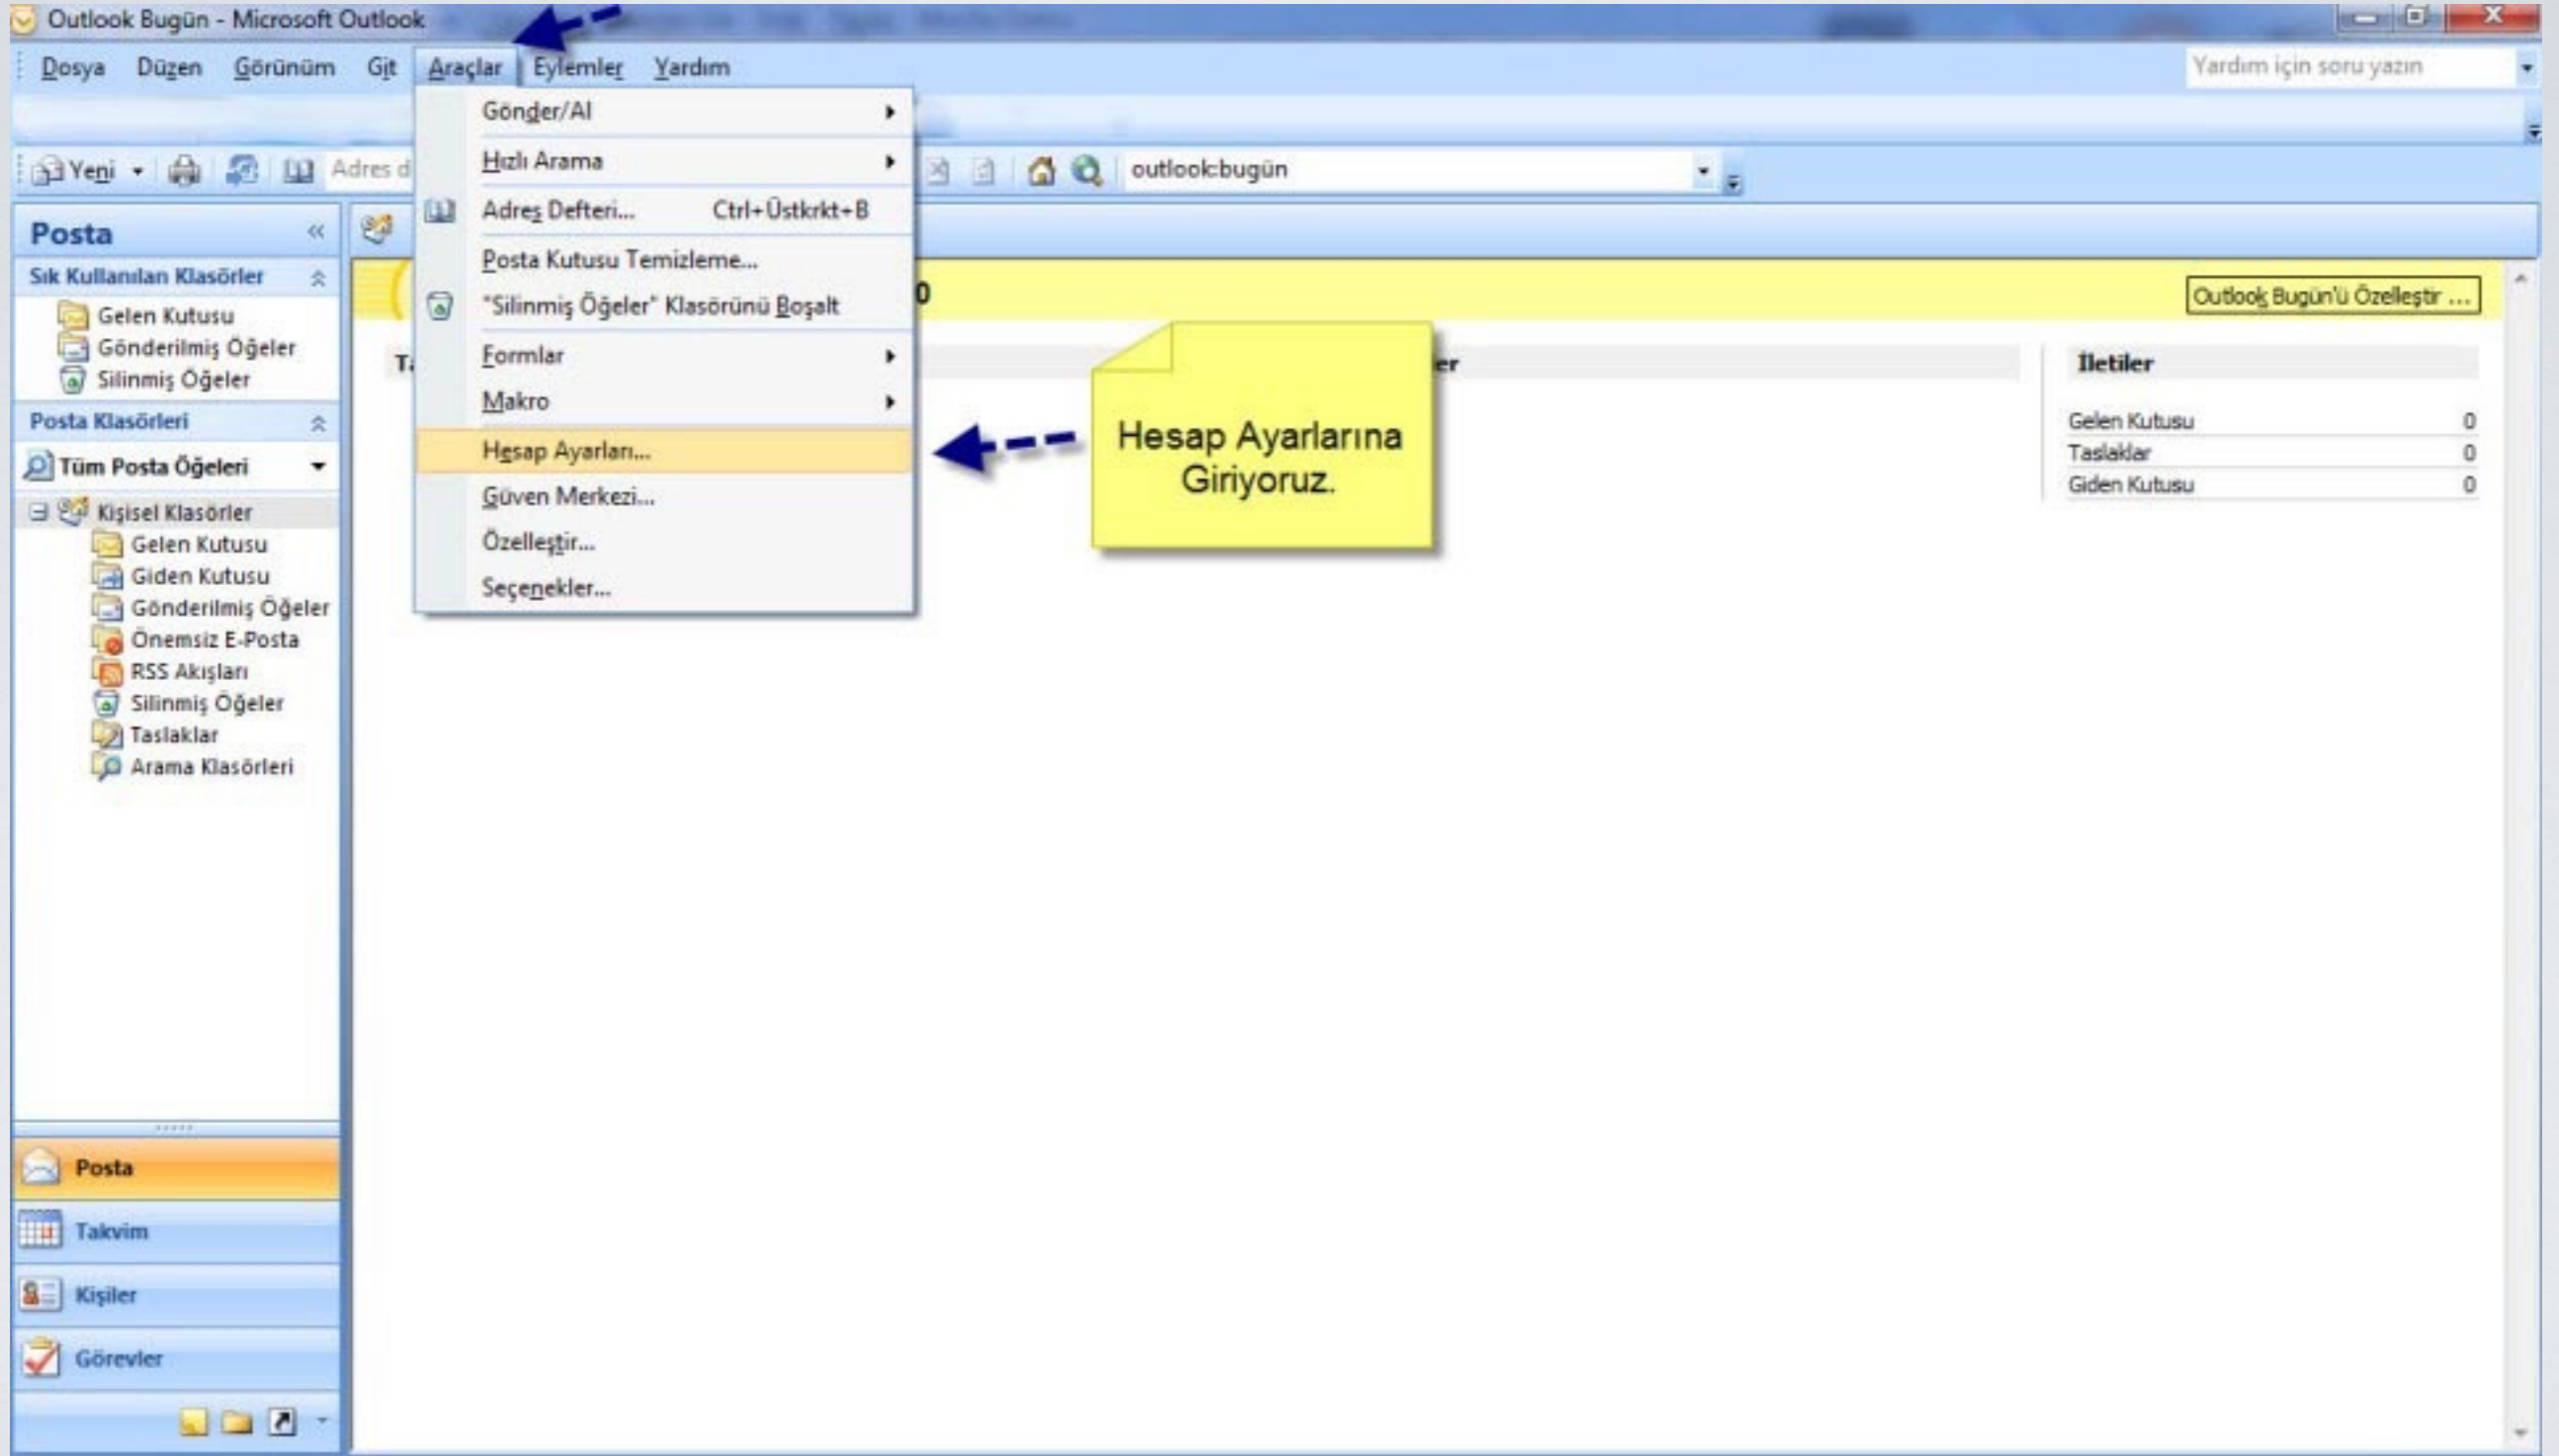 Outlook Bugün - Microsoft Outlook
Dosya Düzen Görünüm Git Araçlar Eylemler Yardım
Yardım için soru yazın
Yeni
Adres d
outlook:bugün
Gönder/Al
Hızlı Arama
Adres Defteri... Ctrl+Üstkrkt+B
Posta Kutusu Temizleme...
"Silinmiş Öğeler" Klasörünü Boşalt
Formlar
Makro
Hesap Ayarları...
Güven Merkezi...
Özelleştir...
Seçenekler...
Posta
Sık Kullanılan Klasörler
Gelen Kutusu
Gönderilmiş Öğeler
Silinmiş Öğeler
Posta Klasörleri
Tüm Posta Öğeleri
Kişisel Klasörler
Gelen Kutusu
Giden Kutusu
Gönderilmiş Öğeler
Önemsiz E-Posta
RSS Akışları
Silinmiş Öğeler
Taslaklar
Arama Klasörleri
Posta
Takvim
Kişiler
Görevler
0
Outlook Bugün'ü Özelleştir ...
er
Hesap Ayarlarına
Giriyoruz.
İletiler
Gelen Kutusu 0
Taslaklar 0
Giden Kutusu 0